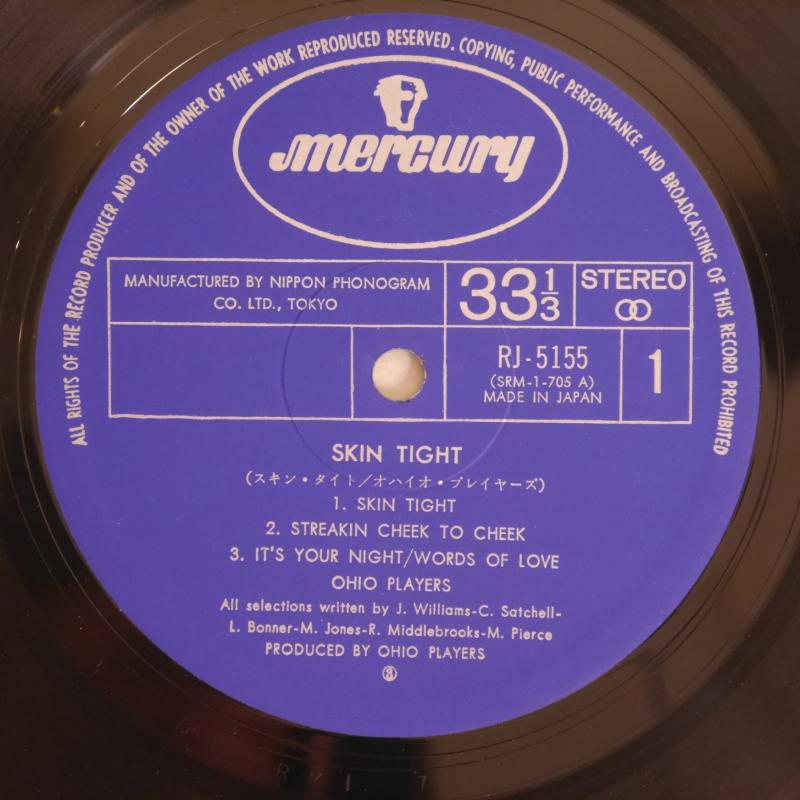 ALL RIGHTS OF THE RECORD PRODUCER AND OF THE OWNER OF THE WORK REPRODUCED RESERVED. COPYING, PUBLIC PERFORMANCE AND BROADCASTING OF THIS RECORD PROHIBITED
mercury
MANUFACTURED BY NIPPON PHONOGRAM
CO. LTD., TOKYO
33 1/3
STEREO
RJ-5155
(SRM-1-705 A)
MADE IN JAPAN
1
SKIN TIGHT
(スキン・タイト/オハイオ・プレイヤーズ)
1. SKIN TIGHT
2. STREAKIN CHEEK TO CHEEK
3. IT'S YOUR NIGHT/WORDS OF LOVE
OHIO PLAYERS
All selections written by J. Williams-C. Satchell-
L. Bonner-M. Jones-R. Middlebrooks-M. Pierce
PRODUCED BY OHIO PLAYERS